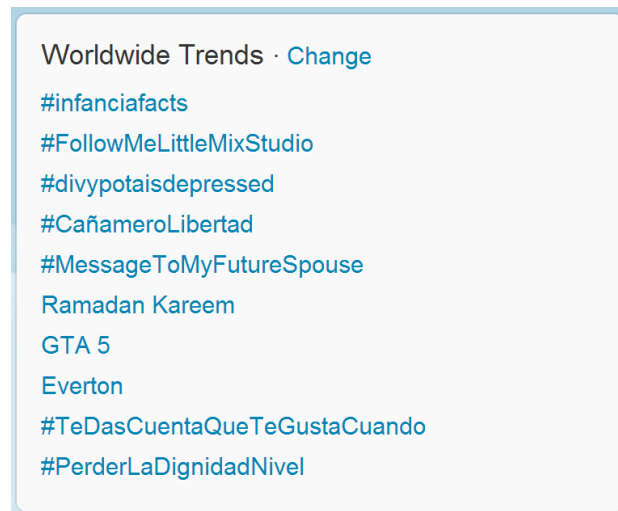 Worldwide Trends · Change
#infanciafacts
#FollowMeLittleMixStudio
#divypotaisdepressed
#CañameroLibertad
#MessageToMyFutureSpouse
Ramadan Kareem
GTA 5
Everton
#TeDasCuentaQueTeGustaCuando
#PerderLaDignidadNivel